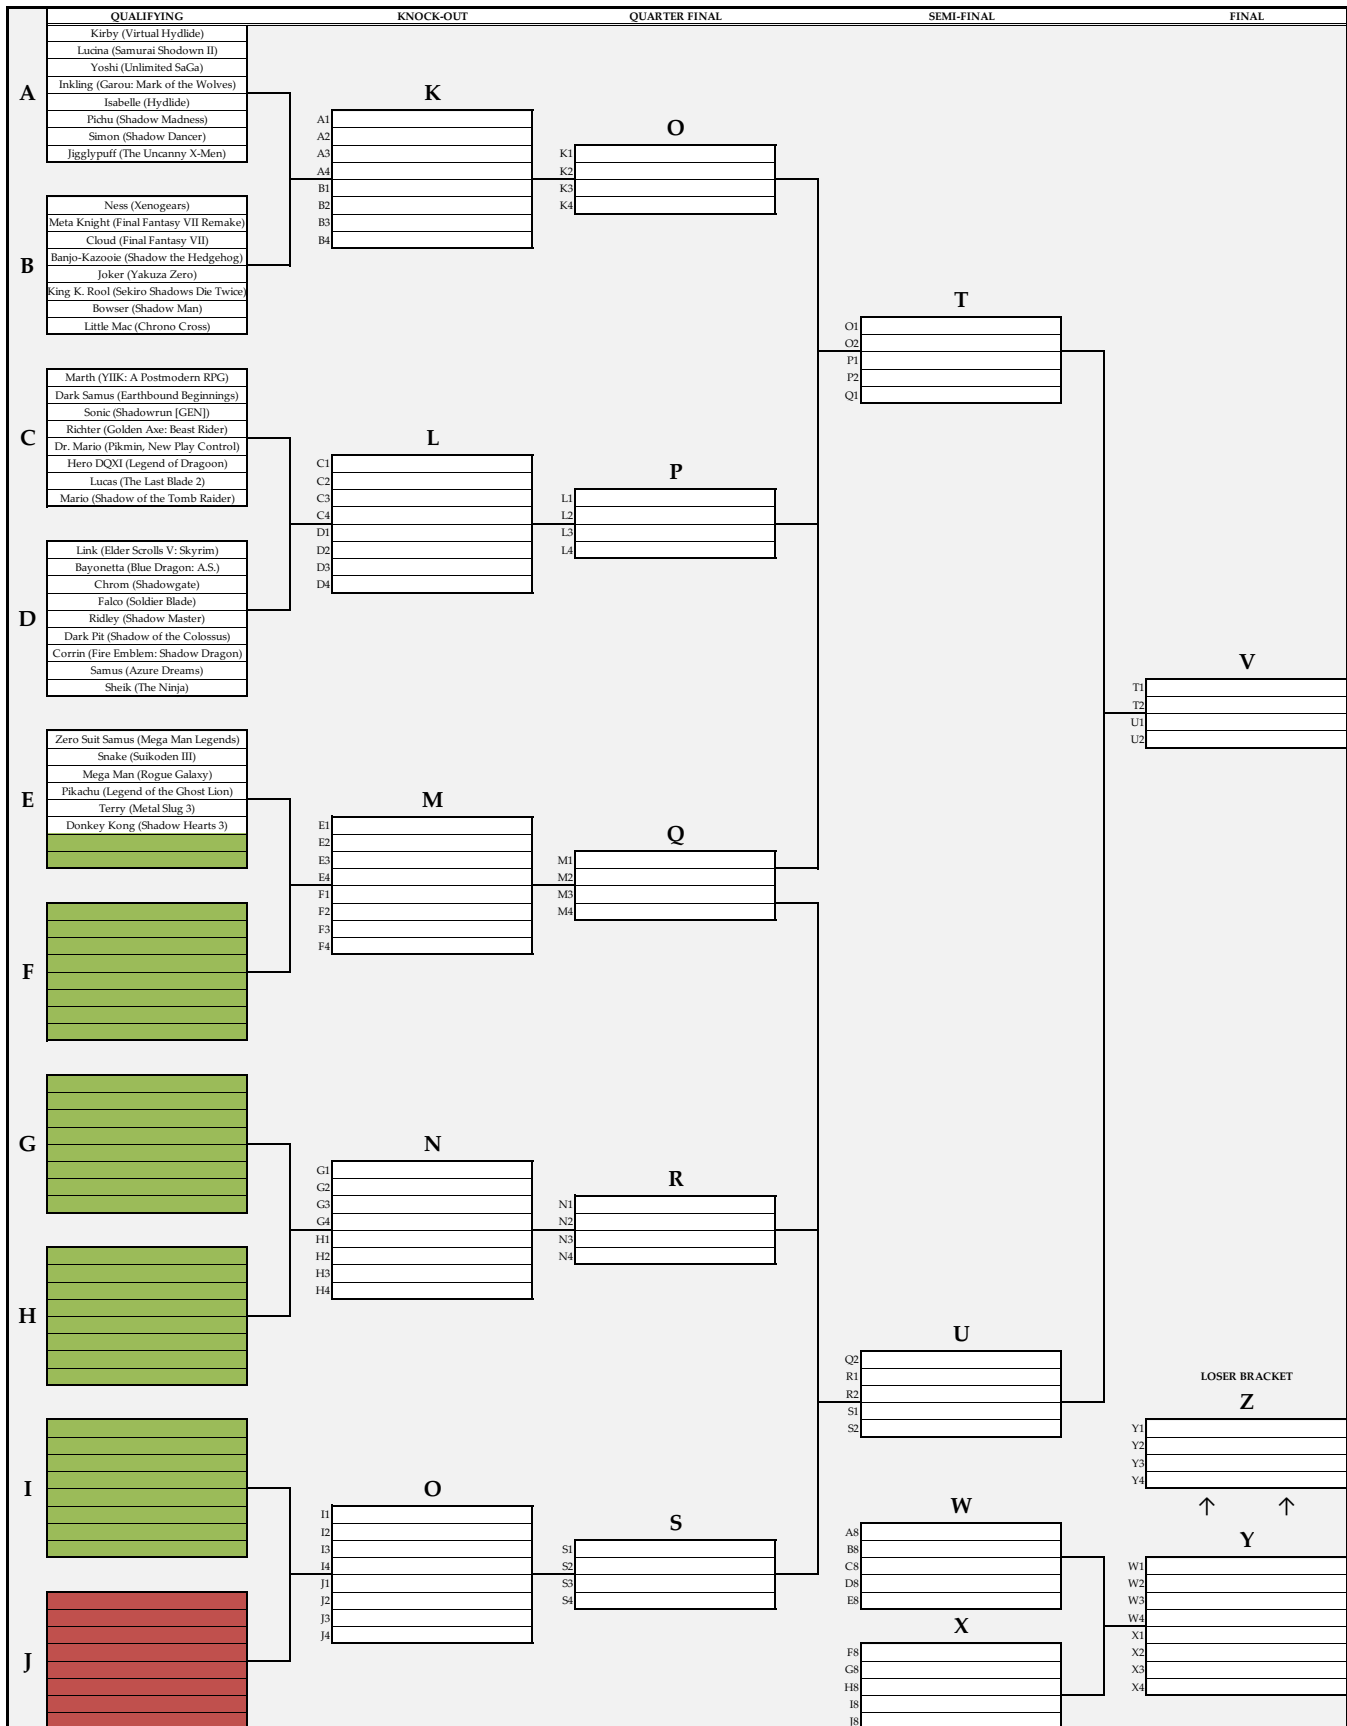 QUALIFYING
KNOCK-OUT
QUARTER FINAL
SEMI-FINAL
FINAL
A
Kirby (Virtual Hydlide)
Lucina (Samurai Shodown II)
Yoshi (Unlimited SaGa)
Inkling (Garou: Mark of the Wolves)
Isabelle (Hydlide)
Pichu (Shadow Madness)
Simon (Shadow Dancer)
Jigglypuff (The Uncanny X-Men)
B
Ness (Xenogears)
Meta Knight (Final Fantasy VII Remake)
Cloud (Final Fantasy VII)
Banjo-Kazooie (Shadow the Hedgehog)
Joker (Yakuza Zero)
King K. Rool (Sekiro Shadows Die Twice)
Bowser (Shadow Man)
Little Mac (Chrono Cross)
C
Marth (YIIK: A Postmodern RPG)
Dark Samus (Earthbound Beginnings)
Sonic (Shadowrun [GEN])
Richter (Golden Axe: Beast Rider)
Dr. Mario (Pikmin, New Play Control)
Hero DQXI (Legend of Dragoon)
Lucas (The Last Blade 2)
Mario (Shadow of the Tomb Raider)
D
Link (Elder Scrolls V: Skyrim)
Bayonetta (Blue Dragon: A.S.)
Chrom (Shadowgate)
Falco (Soldier Blade)
Ridley (Shadow Master)
Dark Pit (Shadow of the Colossus)
Corrin (Fire Emblem: Shadow Dragon)
Samus (Azure Dreams)
Sheik (The Ninja)
E
Zero Suit Samus (Mega Man Legends)
Snake (Suikoden III)
Mega Man (Rogue Galaxy)
Pikachu (Legend of the Ghost Lion)
Terry (Metal Slug 3)
Donkey Kong (Shadow Hearts 3)
F
G
H
I
J
K
A1
A2
A3
A4
B1
B2
B3
B4
L
C1
C2
C3
C4
D1
D2
D3
D4
M
E1
E2
E3
E4
F1
F2
F3
F4
N
G1
G2
G3
G4
H1
H2
H3
H4
O
I1
I2
I3
I4
J1
J2
J3
J4
O
K1
K2
K3
K4
P
L1
L2
L3
L4
Q
M1
M2
M3
M4
R
N1
N2
N3
N4
S
S1
S2
S3
S4
T
O1
O2
P1
P2
Q1
U
Q2
R1
R2
S1
S2
W
A8
B8
C8
D8
E8
X
F8
G8
H8
I8
J8
V
T1
T2
U1
U2
LOSER BRACKET
Z
Y1
Y2
Y3
Y4
↑ ↑
Y
W1
W2
W3
W4
X1
X2
X3
X4